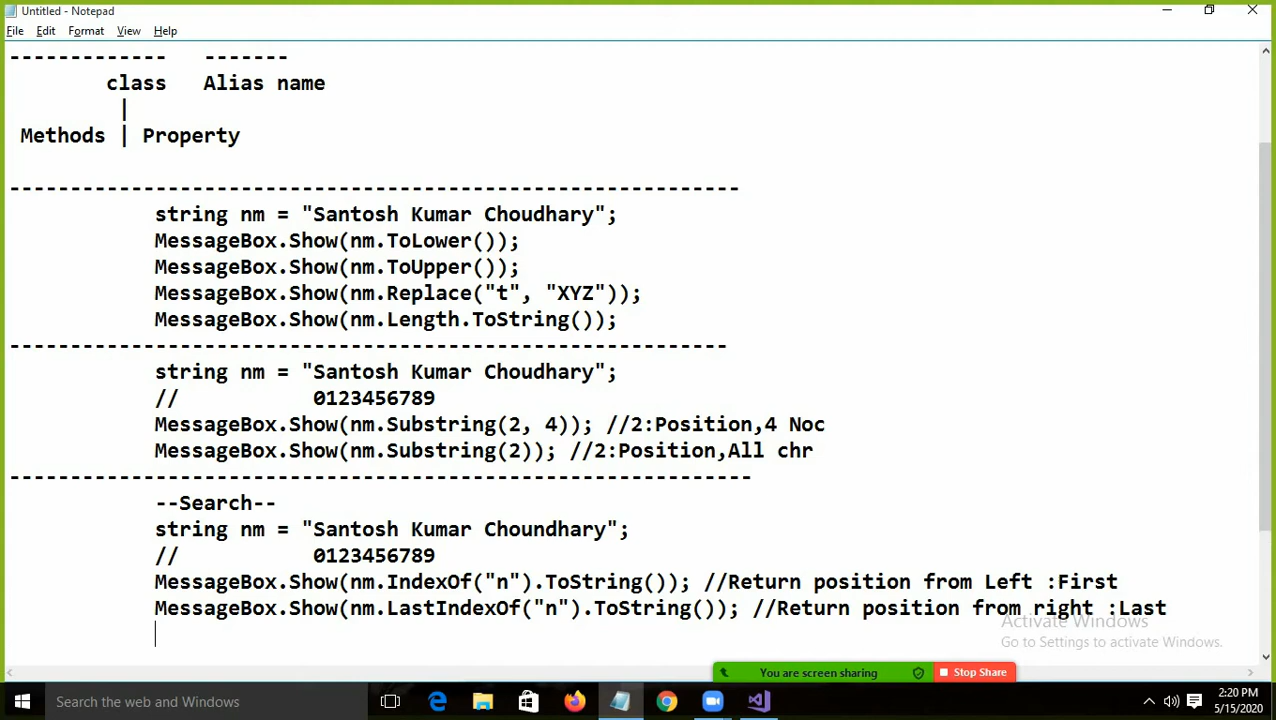 Untitled - Notepad
File Edit Format View Help
------------- -------
class Alias name
|
Methods | Property
------------------------------------------------------------
string nm = "Santosh Kumar Choudhary";
MessageBox.Show(nm.ToLower());
MessageBox.Show(nm.ToUpper());
MessageBox.Show(nm.Replace("t", "XYZ"));
MessageBox.Show(nm.Length.ToString());
-----------------------------------------------------------
string nm = "Santosh Kumar Choudhary";
// 0123456789
MessageBox.Show(nm.Substring(2, 4)); //2:Position,4 Noc
MessageBox.Show(nm.Substring(2)); //2:Position,All chr
-------------------------------------------------------------
--Search--
string nm = "Santosh Kumar Choundhary";
// 0123456789
MessageBox.Show(nm.IndexOf("n").ToString()); //Return position from Left :First
MessageBox.Show(nm.LastIndexOf("n").ToString()); //Return position from right :Last
Activate Windows
Go to Settings to activate Windows.
You are screen sharing Stop Share
Search the web and Windows
2:20 PM
5/15/2020